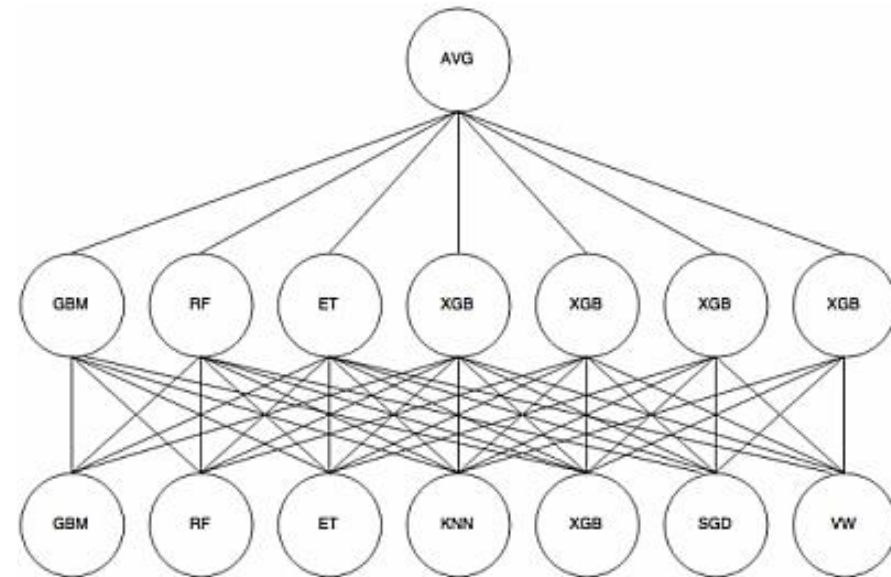 AVG
GBM RF ET XGB XGB XGB XGB
GBM RF ET KNN XGB SGD VW